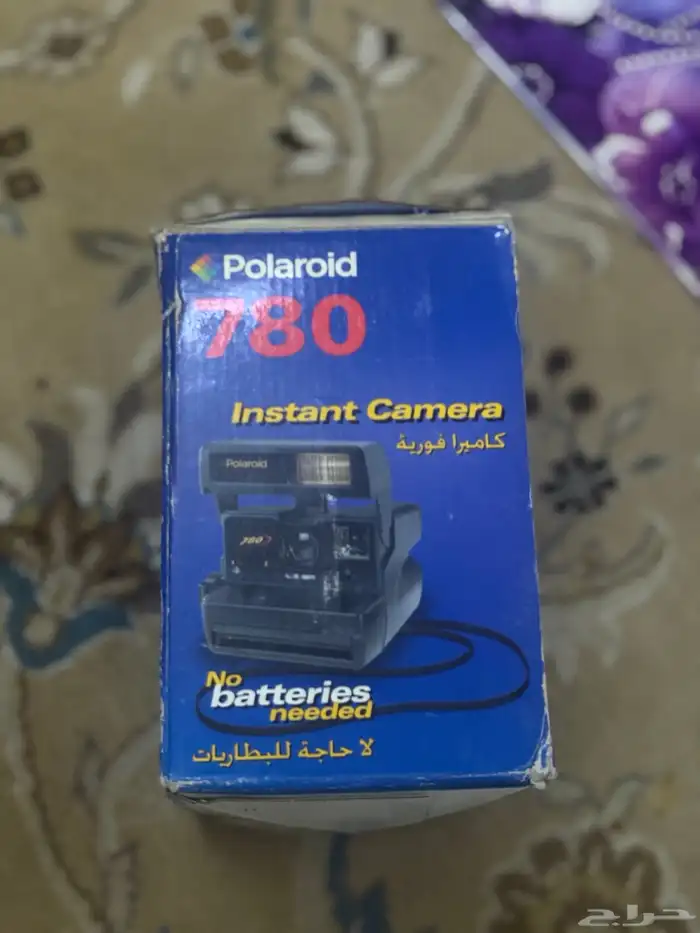 Polaroid
780
Instant Camera
كاميرا فورية
Polaroid
780
No
batteries
needed
لا حاجة للبطاريات
حراج